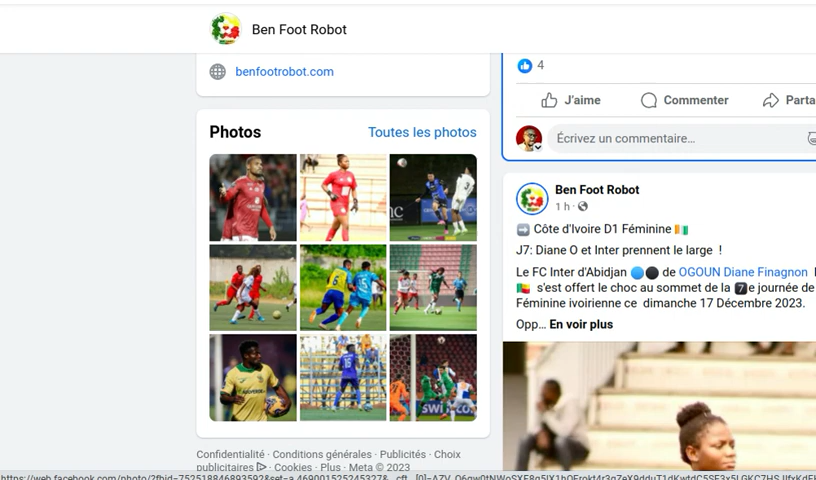 Ben Foot Robot
benfootrobot.com
Photos
Toutes les photos
Confidentialité · Conditions générales · Publicités · Choix
publicitaires · Cookies · Plus · Meta © 2023
4
J'aime
Commenter
Parta
Écrivez un commentaire…
Ben Foot Robot
1 h
Côte d'Ivoire D1 Féminine
J7: Diane O et Inter prennent le large !
Le FC Inter d'Abidjan de OGOUN Diane Finagnon
s'est offert le choc au sommet de la 7e journée de
Féminine ivoirienne ce dimanche 17 Décembre 2023.
Opp… En voir plus